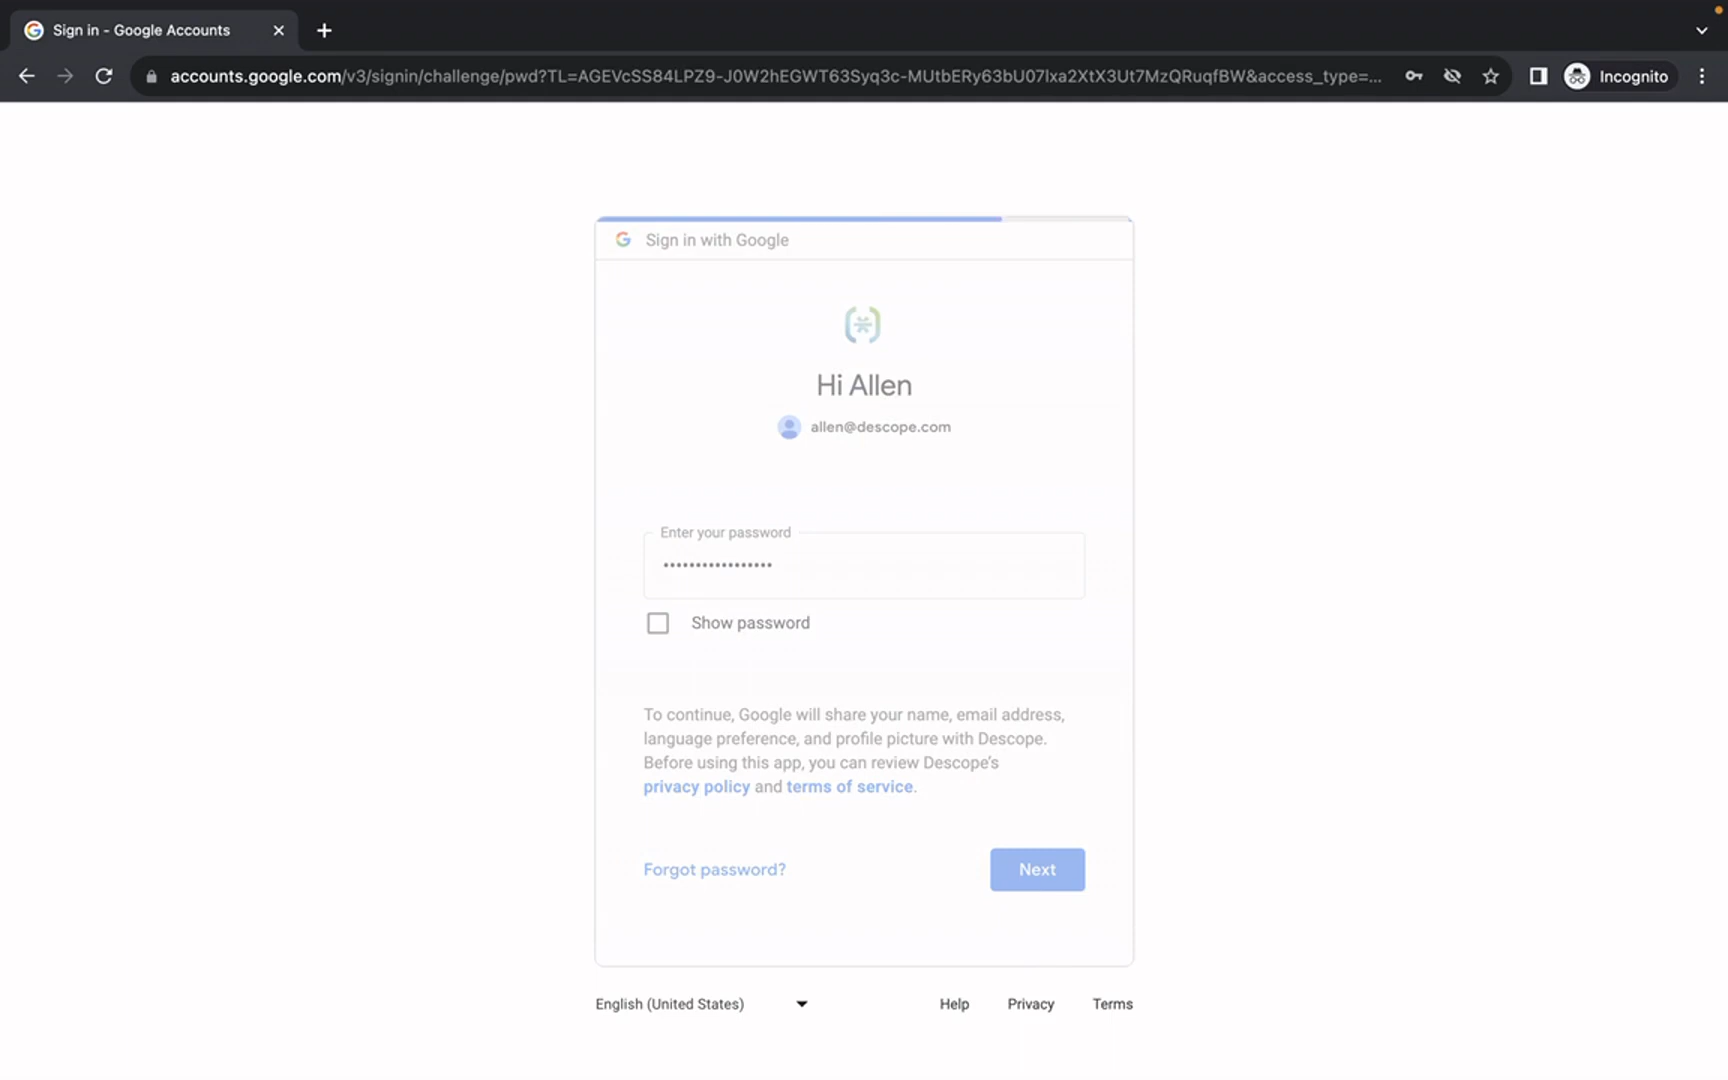 Sign in - Google Accounts
accounts.google.com/v3/signin/challenge/pwd?TL=AGEVcSS84LPZ9-J0W2hEGWT63Syq3c-MUtbERy63bU07lxa2XtX3Ut7MzQRuqfBW&access_type=...
Incognito
Sign in with Google
Hi Allen
allen@descope.com
Enter your password
•••••••••••••••••
Show password
To continue, Google will share your name, email address,
language preference, and profile picture with Descope.
Before using this app, you can review Descope’s
privacy policy and terms of service.
Forgot password?
Next
English (United States)
Help
Privacy
Terms